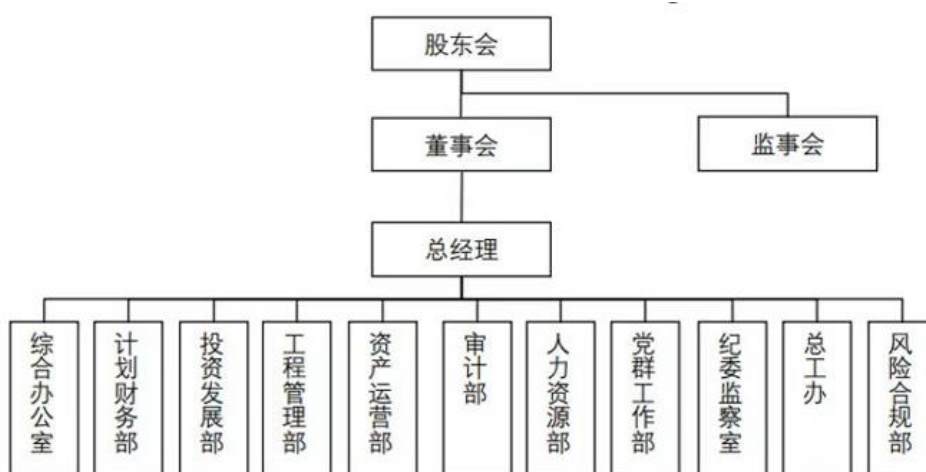 股东会
董事会
监事会
总经理
综合办公室
计划财务部
投资发展部
工程管理部
资产运营部
审计部
人力资源部
党群工作部
纪委监察室
总工办
风险合规部